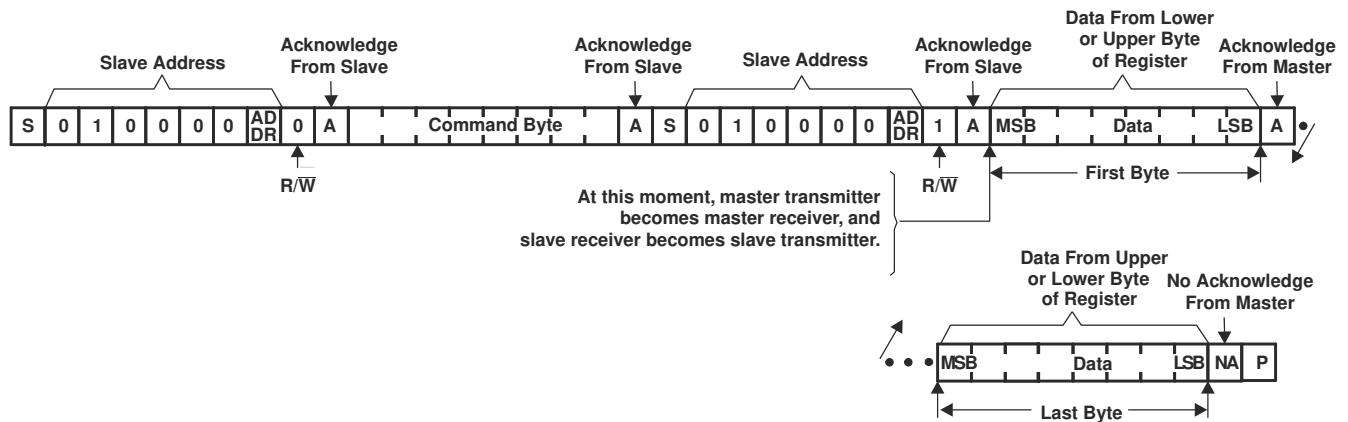 Slave Address
Acknowledge
From Slave
Acknowledge
From Slave
Slave Address
Acknowledge
From Slave
Data From Lower
or Upper Byte
of Register
Acknowledge
From Master
S 0 1 0 0 0 0 AD DR 0 A Command Byte A S 0 1 0 0 0 0 AD DR 1 A MSB Data LSB A
R/W̅
R/W̅
First Byte
At this moment, master transmitter
becomes master receiver, and
slave receiver becomes slave transmitter.
Data From Upper
or Lower Byte
of Register
No Acknowledge
From Master
MSB Data LSB NA P
Last Byte